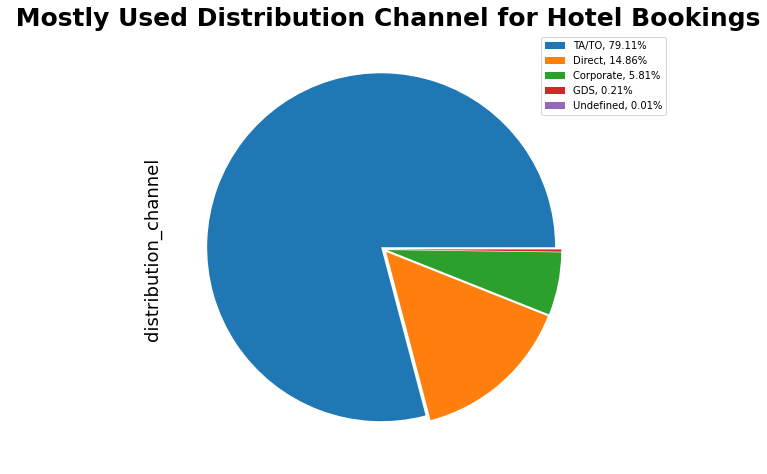 Mostly Used Distribution Channel for Hotel Bookings
TA/TO, 79.11%
Direct, 14.86%
Corporate, 5.81%
GDS, 0.21%
Undefined, 0.01%
distribution_channel